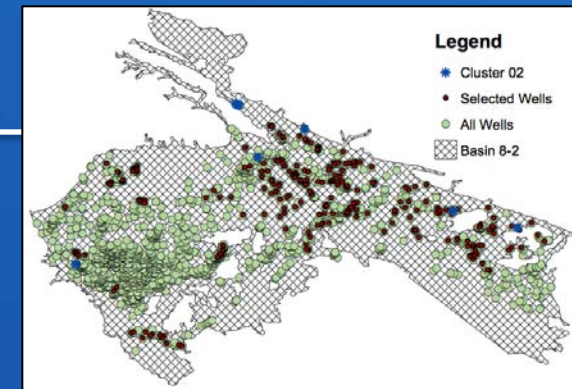 Legend
Cluster 02
Selected Wells
All Wells
Basin 8-2